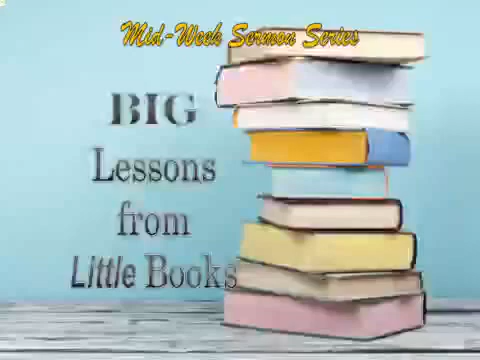 Mid-Week Sermon Series
BIG
Lessons
from
Little Books